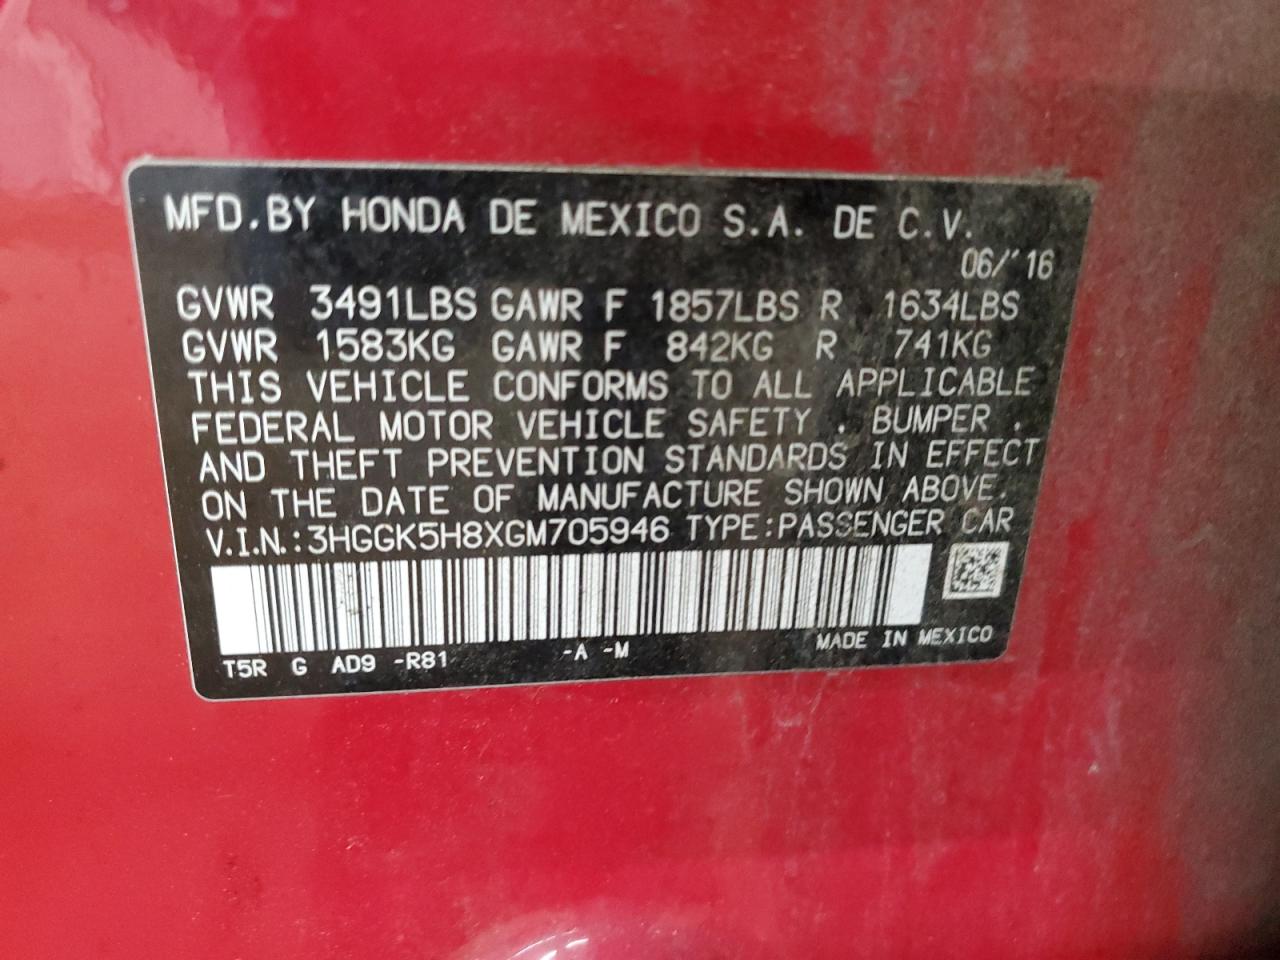 MFD.BY HONDA DE MEXICO S.A. DE C.V.
06/'16
GVWR 3491LBS GAWR F 1857LBS R 1634LBS
GVWR 1583KG GAWR F 842KG R 741KG
THIS VEHICLE CONFORMS TO ALL APPLICABLE
FEDERAL MOTOR VEHICLE SAFETY , BUMPER ,
AND THEFT PREVENTION STANDARDS IN EFFECT
ON THE DATE OF MANUFACTURE SHOWN ABOVE.
V.I.N.:3HGGK5H8XGM705946 TYPE:PASSENGER CAR
MADE IN MEXICO
T5R G AD9 -R81 -A -M